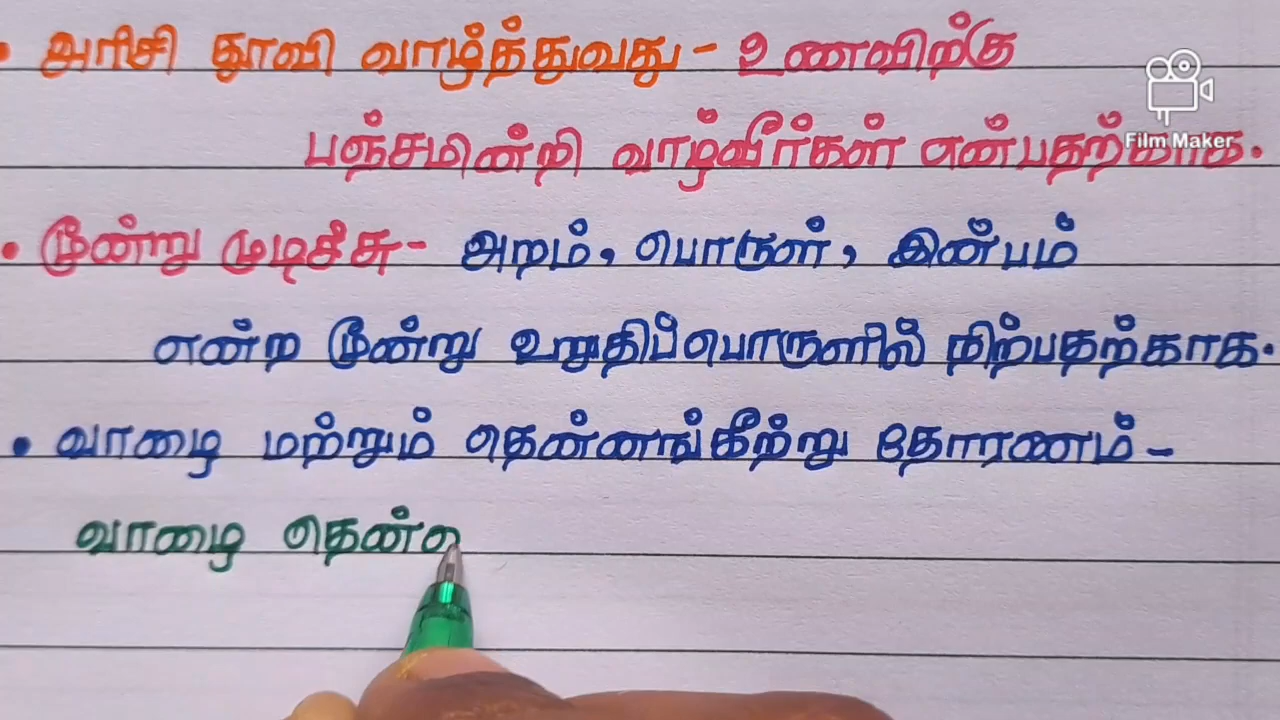 • அரிசி தூவி வாழ்த்துவது - உணவிற்கு
பஞ்சமின்றி வாழ்வீர்கள் என்பதற்காக.
• மூன்று முடிச்சு - அறம், பொருள், இன்பம்
என்ற மூன்று உறுதிப்பொருளில் நிற்பதற்காக.
• வாழை மற்றும் தென்னங்கீற்று தோரணம் -
வாழை
Film Maker